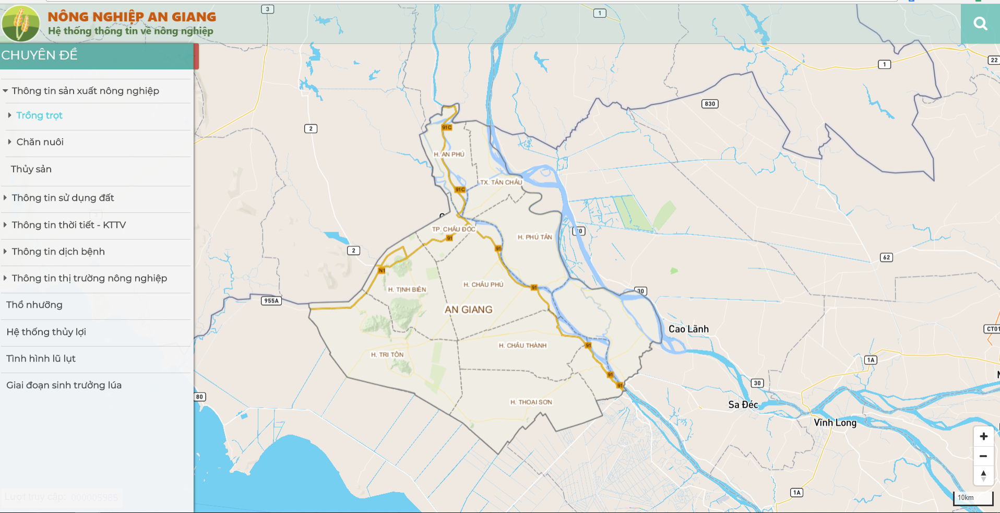 NÔNG NGHIỆP AN GIANG
Hệ thống thông tin về nông nghiệp
CHUYÊN ĐỀ
Thông tin sản xuất nông nghiệp
Trồng trọt
Chăn nuôi
Thủy sản
Thông tin sử dụng đất
Thông tin thời tiết - KTTV
Thông tin dịch bệnh
Thông tin thị trường nông nghiệp
Thổ nhưỡng
Hệ thống thủy lợi
Tình hình lũ lụt
Giai đoạn sinh trưởng lúa
Lượt truy cập: 000005985
3
1
1
22
830
2
91C
H. AN PHÚ
TX. TÂN CHÂU
91C
TP. CHÂU ĐỐC
91
H. PHÚ TÂN
91
2
62
N1
H. TỊNH BIÊN
H. CHÂU PHÚ
91
30
955A
AN GIANG
Cao Lãnh
CT01
H. CHÂU THÀNH
91
H. TRI TÔN
1A
91
91
30
80
H. THOẠI SƠN
Sa Đéc
Vĩnh Long
1A
10km